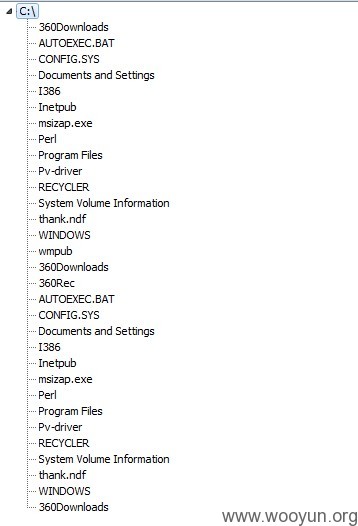 C:\
360Downloads
AUTOEXEC.BAT
CONFIG.SYS
Documents and Settings
I386
Inetpub
msizap.exe
Perl
Program Files
Pv-driver
RECYCLER
System Volume Information
thank.ndf
WINDOWS
wmpub
360Downloads
360Rec
AUTOEXEC.BAT
CONFIG.SYS
Documents and Settings
I386
Inetpub
msizap.exe
Perl
Program Files
Pv-driver
RECYCLER
System Volume Information
thank.ndf
WINDOWS
360Downloads
www.wooyun.org